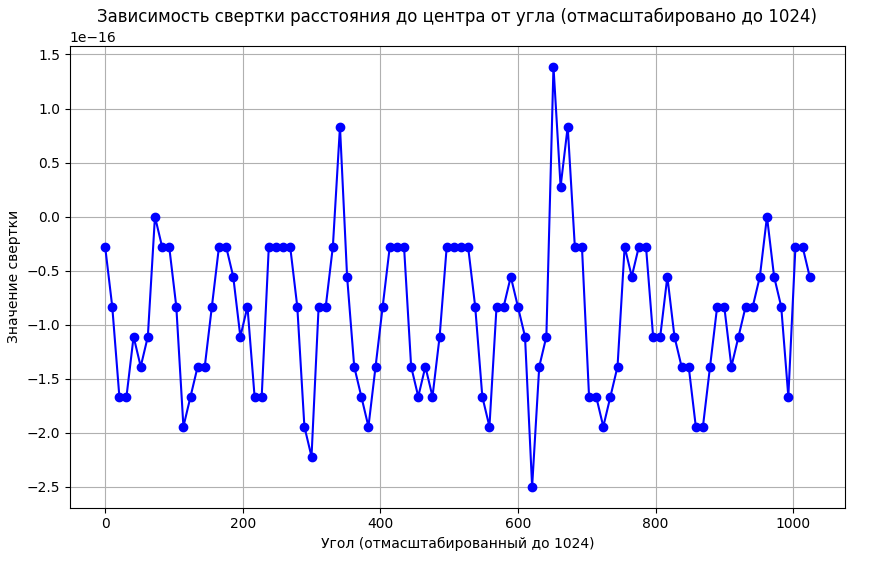 Зависимость свертки расстояния до центра от угла (отмасштабировано до 1024)
1e−16
1.5
1.0
0.5
0.0
−0.5
−1.0
−1.5
−2.0
−2.5
Значение свертки
0 200 400 600 800 1000
Угол (отмасштабированный до 1024)